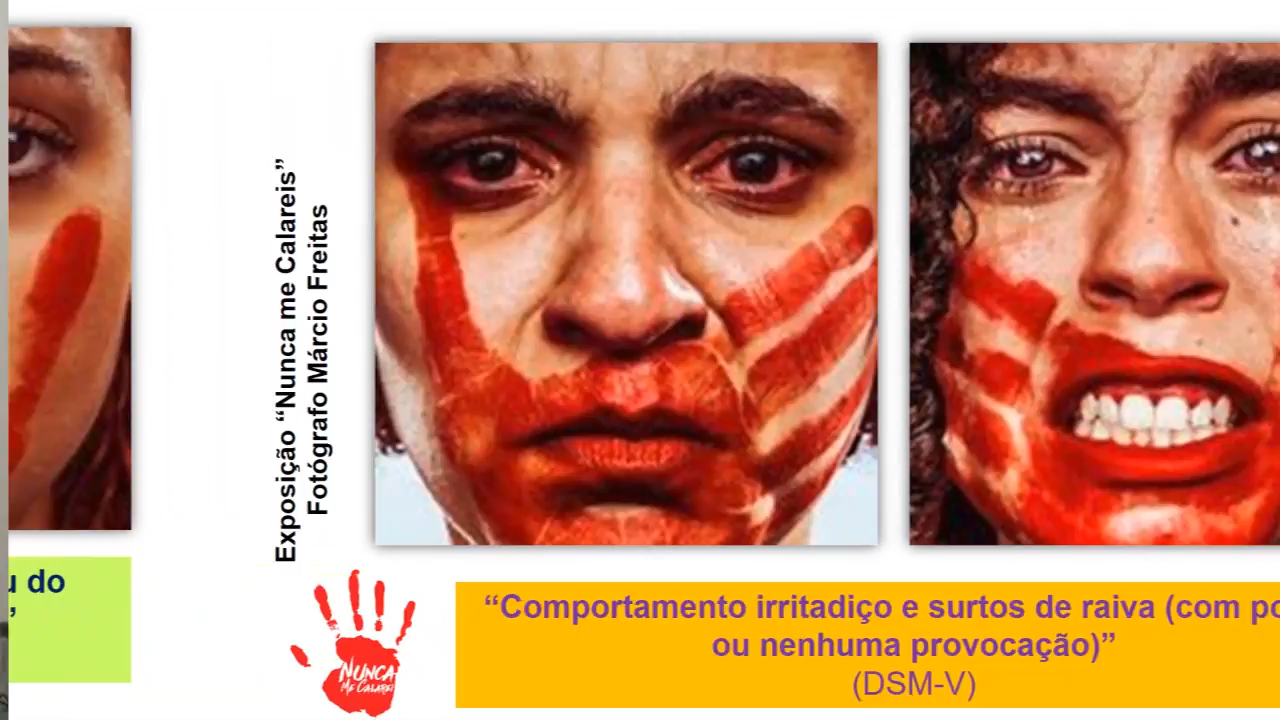 u do
”
Exposição “Nunca me Calareis”
Fotógrafo Márcio Freitas
NUNCA
ME CALAREI
“Comportamento irritadiço e surtos de raiva (com po
ou nenhuma provocação)”
(DSM-V)